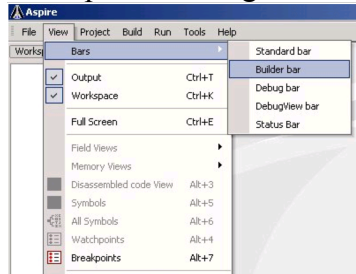 Aspire
File View Project Build Run Tools Help
Works
Bars
Standard bar
Builder bar
Debug bar
DebugView bar
Status Bar
Output Ctrl+T
Workspace Ctrl+K
Full Screen Ctrl+E
Field Views
Memory Views
Disassembled code View Alt+3
Symbols Alt+5
All Symbols Alt+6
Watchpoints Alt+4
Breakpoints Alt+7